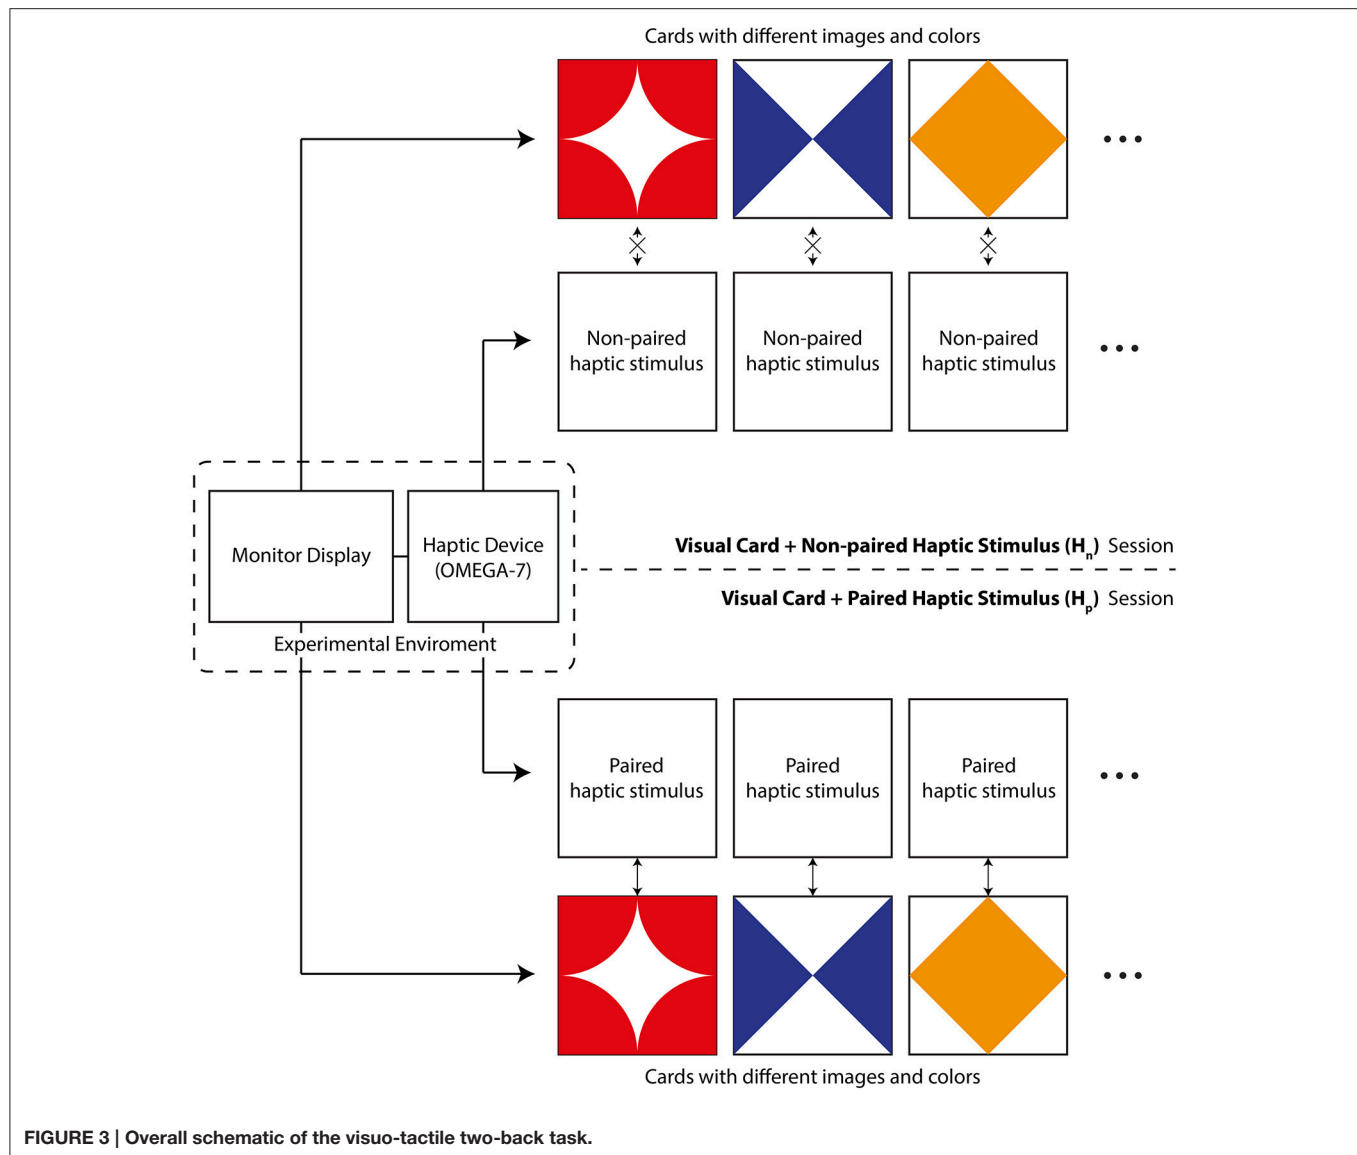 Cards with different images and colors
Non-paired
haptic stimulus
Non-paired
haptic stimulus
Non-paired
haptic stimulus
Monitor Display
Haptic Device
(OMEGA-7)
Experimental Enviroment
Visual Card + Non-paired Haptic Stimulus (Hn) Session
Visual Card + Paired Haptic Stimulus (Hp) Session
Paired
haptic stimulus
Paired
haptic stimulus
Paired
haptic stimulus
Cards with different images and colors
FIGURE 3 | Overall schematic of the visuo-tactile two-back task.